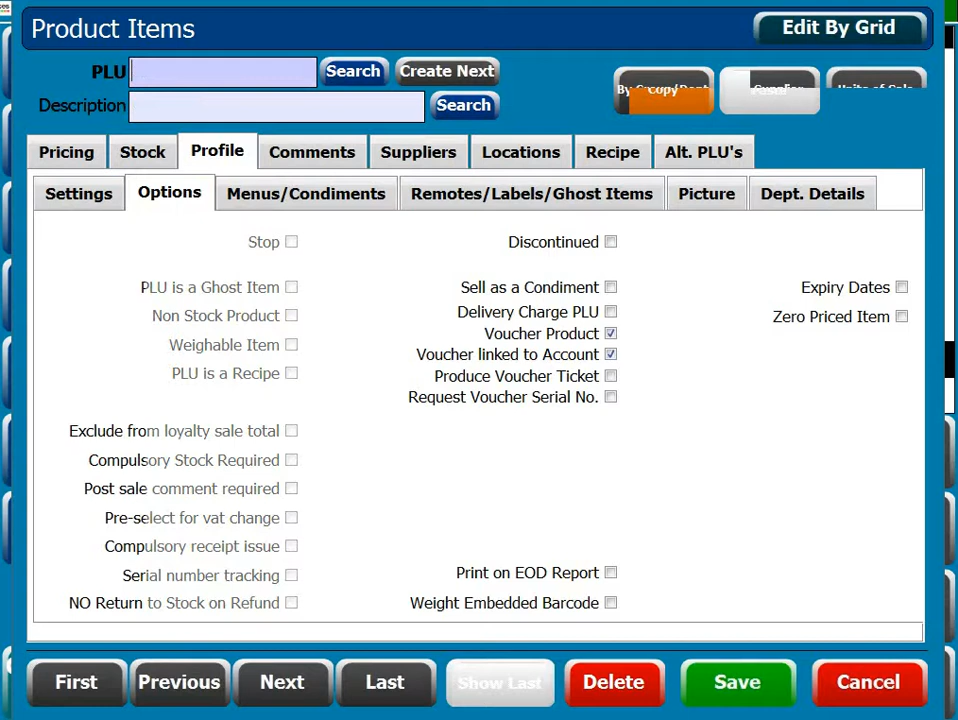 Product Items
Edit By Grid
PLU
Search
Create Next
Copy
Description
Search
Pricing
Stock
Profile
Comments
Suppliers
Locations
Recipe
Alt. PLU's
Settings
Options
Menus/Condiments
Remotes/Labels/Ghost Items
Picture
Dept. Details
Stop
Discontinued
PLU is a Ghost Item
Sell as a Condiment
Expiry Dates
Non Stock Product
Delivery Charge PLU
Zero Priced Item
Voucher Product
Weighable Item
Voucher linked to Account
PLU is a Recipe
Produce Voucher Ticket
Request Voucher Serial No.
Exclude from loyalty sale total
Compulsory Stock Required
Post sale comment required
Pre-select for vat change
Compulsory receipt issue
Serial number tracking
Print on EOD Report
NO Return to Stock on Refund
Weight Embedded Barcode
First
Previous
Next
Last
Show Last
Delete
Save
Cancel